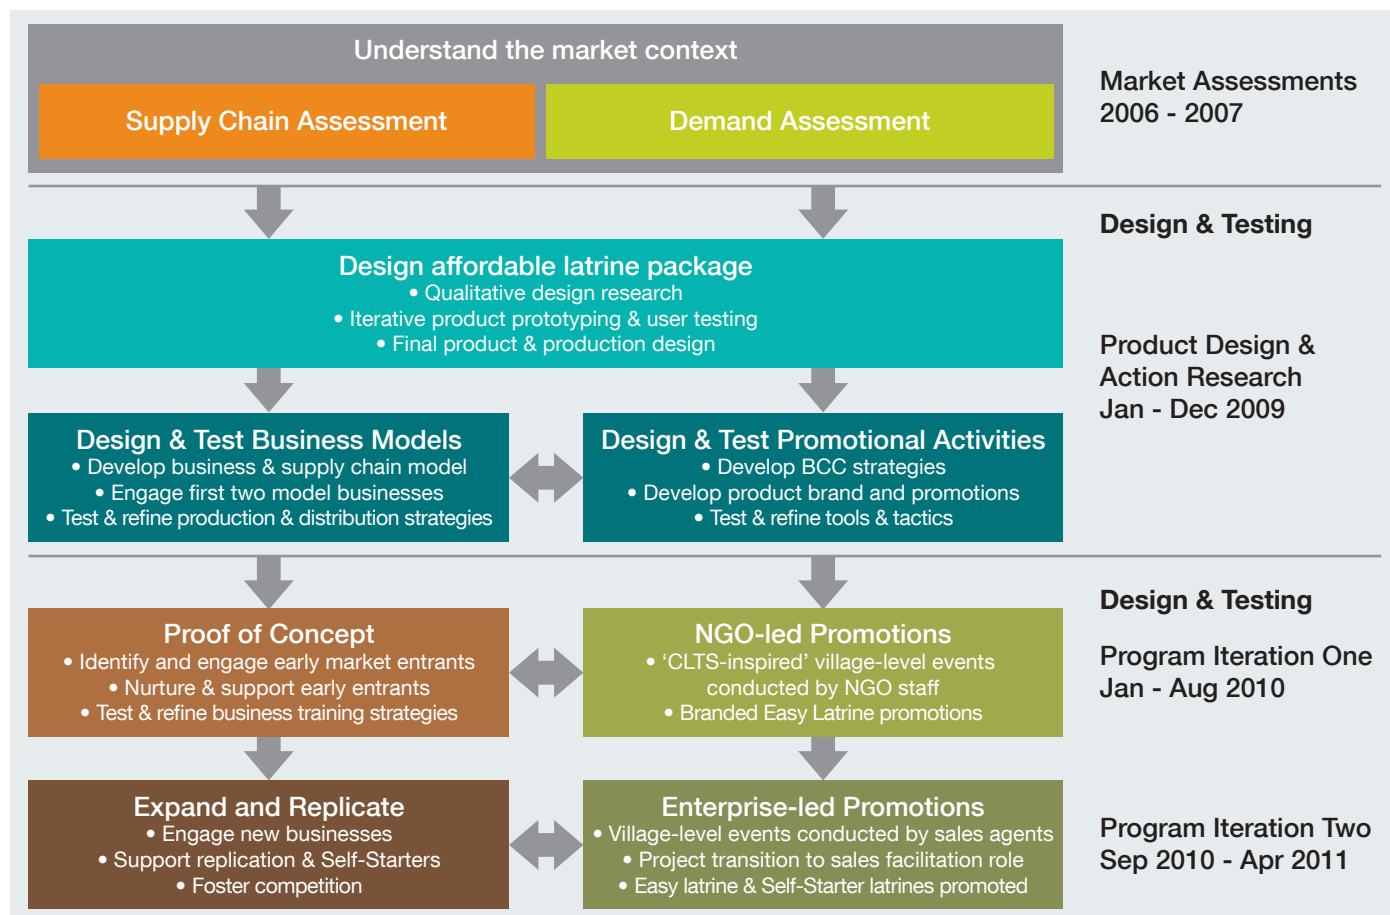 Understand the market context
Supply Chain Assessment
Demand Assessment
Market Assessments
2006 - 2007
Design & Testing
Design affordable latrine package
• Qualitative design research
• Iterative product prototyping & user testing
• Final product & production design
Product Design &
Action Research
Jan - Dec 2009
Design & Test Business Models
• Develop business & supply chain model
• Engage first two model businesses
• Test & refine production & distribution strategies
Design & Test Promotional Activities
• Develop BCC strategies
• Develop product brand and promotions
• Test & refine tools & tactics
Design & Testing
Proof of Concept
• Identify and engage early market entrants
• Nurture & support early entrants
• Test & refine business training strategies
NGO-led Promotions
• ‘CLTS-inspired’ village-level events
conducted by NGO staff
• Branded Easy Latrine promotions
Program Iteration One
Jan - Aug 2010
Expand and Replicate
• Engage new businesses
• Support replication & Self-Starters
• Foster competition
Enterprise-led Promotions
• Village-level events conducted by sales agents
• Project transition to sales facilitation role
• Easy latrine & Self-Starter latrines promoted
Program Iteration Two
Sep 2010 - Apr 2011